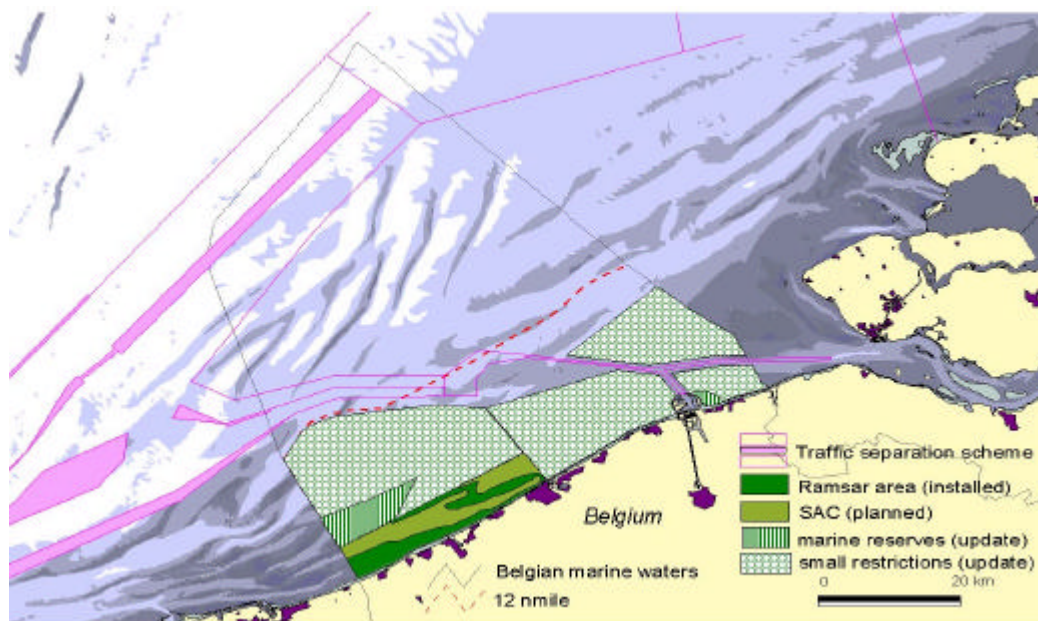 Belgium
Traffic separation scheme
Ramsar area (installed)
SAC (planned)
marine reserves (update)
small restrictions (update)
0 20 km
Belgian marine waters
12 nmile